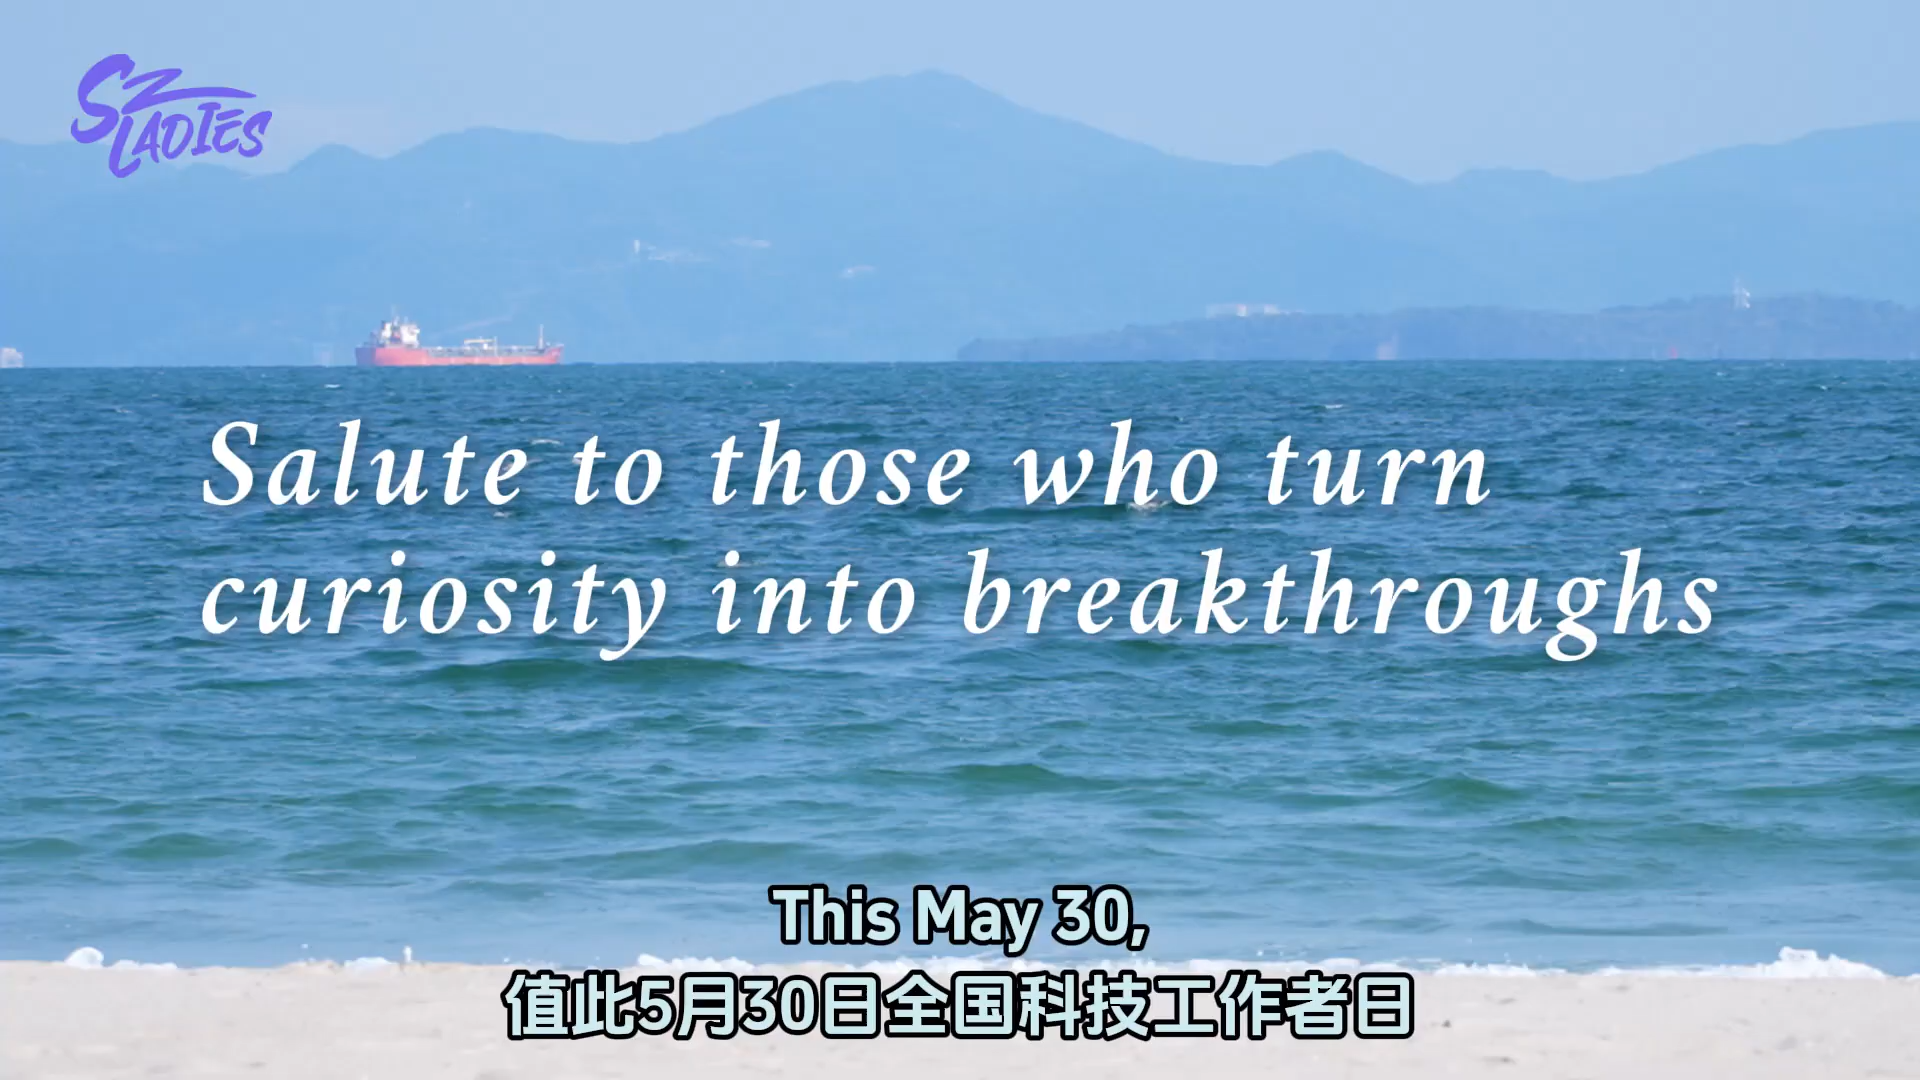 SZ
LADIES
Salute to those who turn
curiosity into breakthroughs
This May 30,
值此5月30日全国科技工作者日